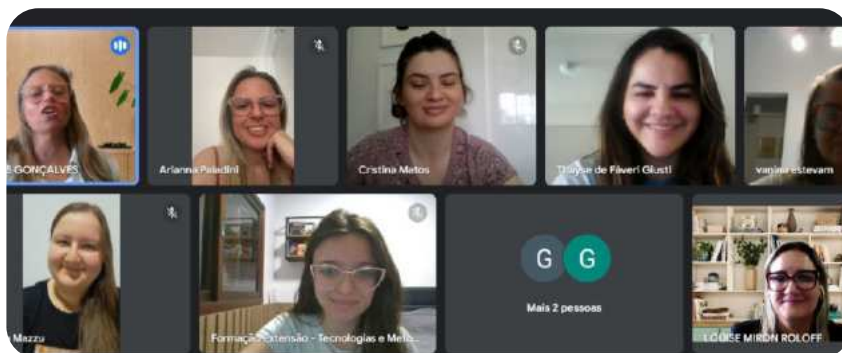 S GONÇALVES
Arianna Paladini
Cristina Matos
Thayse de Fáveri Giusti
vanina estevam
Mazzu
Formação Extensão - Tecnologias e Meto...
G G
Mais 2 pessoas
LOUISE MIRON ROLOFF